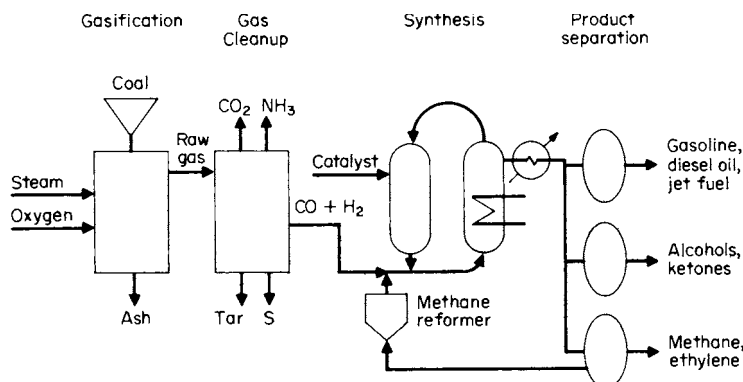 Gasification
Gas
Cleanup
Synthesis
Product
separation
Coal
CO2 NH3
Raw
gas
Steam
Oxygen
Catalyst
CO + H2
Gasoline,
diesel oil,
jet fuel
Alcohols,
ketones
Ash
Tar S
Methane
reformer
Methane,
ethylene